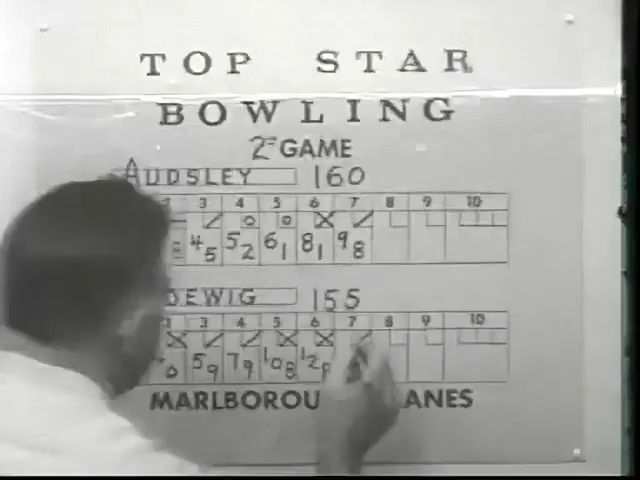 TOP STAR
BOWLING
2ND GAME
AUDSLEY 160
3 4 5 6 7 8 9 10
45 52 61 81 98
EWIG 155
3 4 5 6 7 8 9 10
59 79 108 128
MARLBOROU ANES